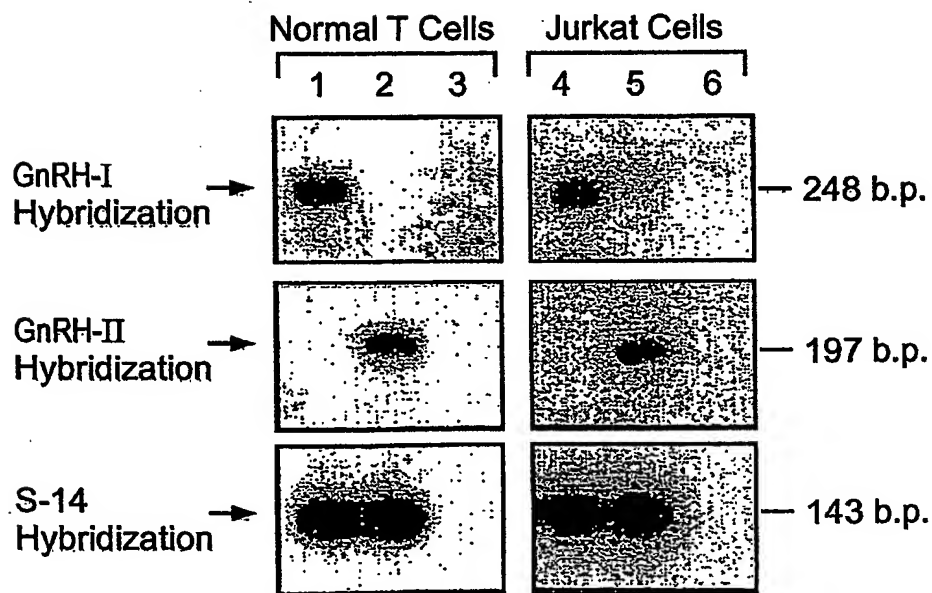 Normal T Cells Jurkat Cells
1 2 3 4 5 6
GnRH-I
Hybridization
248 b.p.
GnRH-II
Hybridization
197 b.p.
S-14
Hybridization
143 b.p.